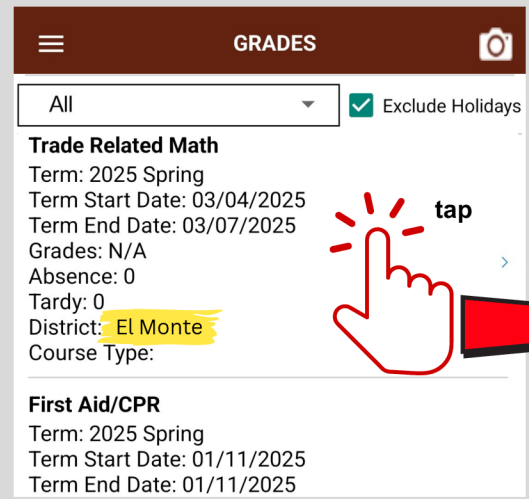 GRADES
All
Exclude Holidays
Trade Related Math
Term: 2025 Spring
Term Start Date: 03/04/2025
tap
Term End Date: 03/07/2025
Grades: N/A
Absence: 0
Tardy: 0
District: El Monte
Course Type:
First Aid/CPR
Term: 2025 Spring
Term Start Date: 01/11/2025
Term End Date: 01/11/2025